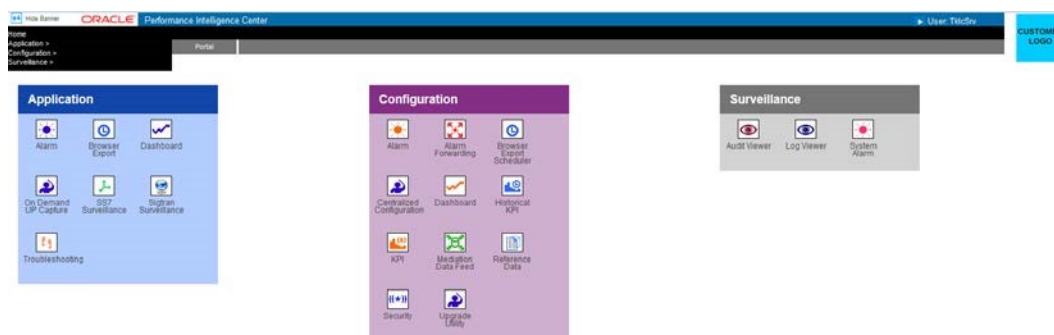 Hide Banner ORACLE Performance Intelligence Center User: TklcSrv
CUSTOME
LOGO
Home
Application >
Configuration >
Surveillance >
Portal
Application
Alarm
Browser
Export
Dashboard
On Demand
UP Capture
SS7
Surveillance
Sigtran
Surveillance
Troubleshooting
Configuration
Alarm
Alarm
Forwarding
Browser
Export
Scheduler
Centralized
Configuration
Dashboard
Historical
KPI
KPI
Mediation
Data Feed
Reference
Data
Security
Upgrade
Utility
Surveillance
Audit Viewer
Log Viewer
System
Alarm